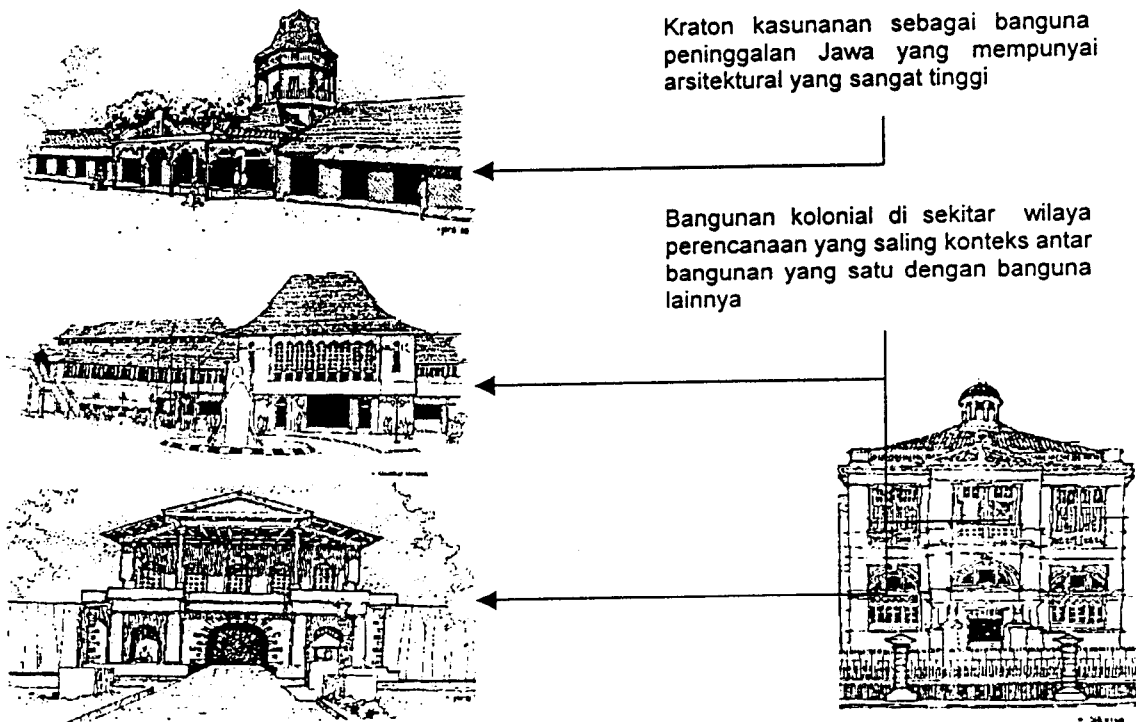 Kraton kasunanan sebagai banguna
peninggalan Jawa yang mempunyai
arsitektural yang sangat tinggi
Bangunan kolonial di sekitar wilaya
perencanaan yang saling konteks antar
bangunan yang satu dengan banguna
lainnya